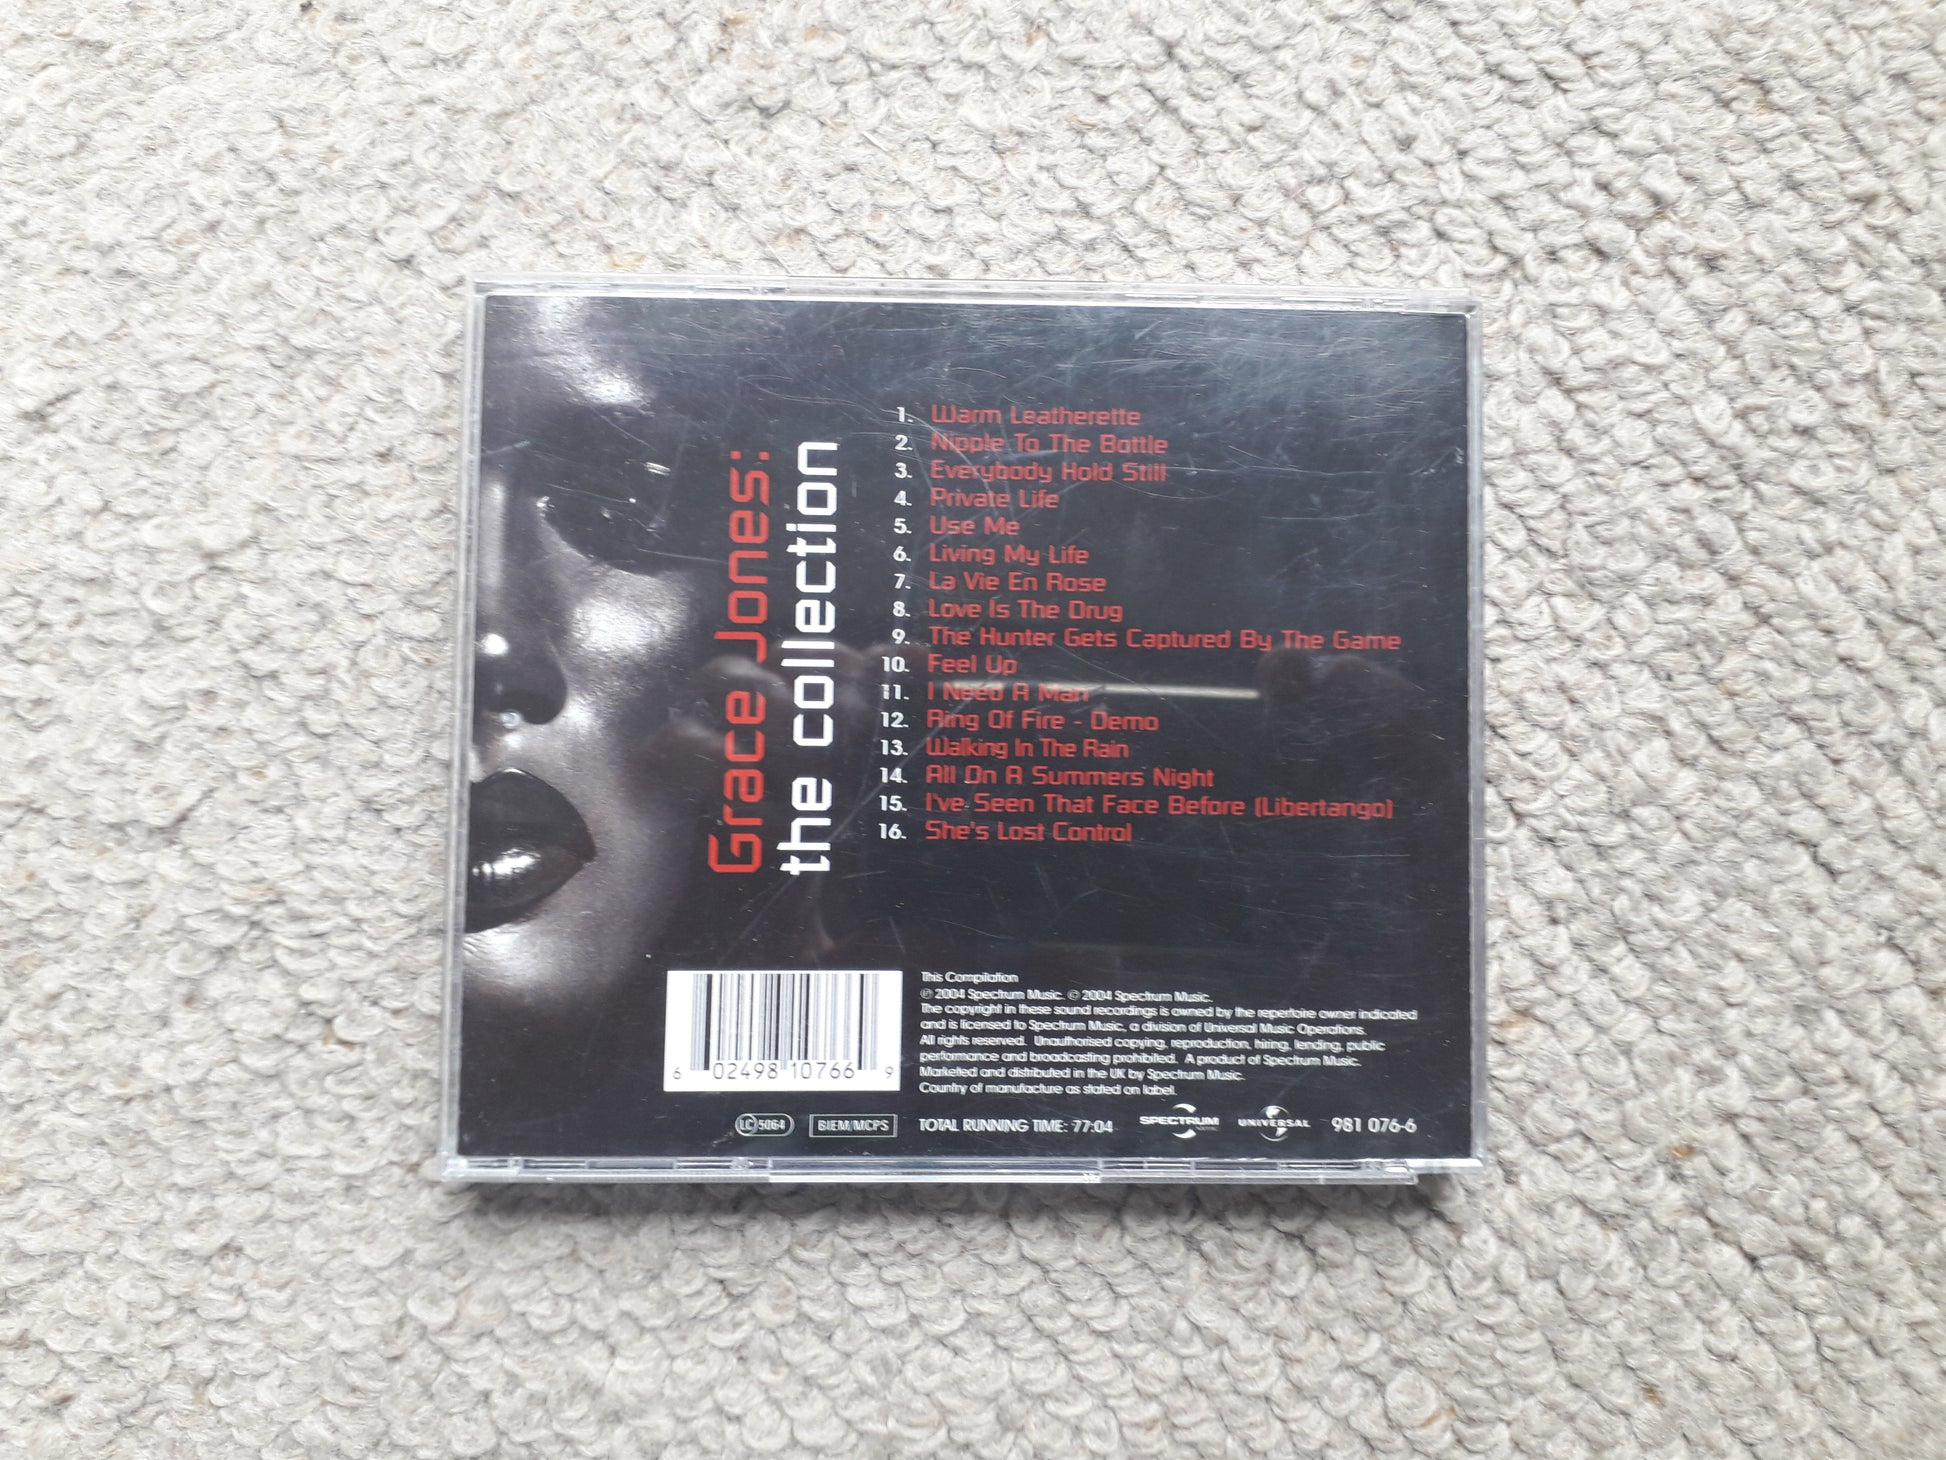 Grace Jones:
the collection
1. Warm Leatherette
2. Nipple To The Bottle
3. Everybody Hold Still
4. Private Life
5. Use Me
6. Living My Life
7. La Vie En Rose
8. Love Is The Drug
9. The Hunter Gets Captured By The Game
10. Feel Up
11. I Need A Man
12. Ring Of Fire - Demo
13. Walking In The Rain
14. All On A Summers Night
15. I've Seen That Face Before (Libertango)
16. She's Lost Control
This Compilation
℗ 2004 Spectrum Music. © 2004 Spectrum Music.
The copyright in these sound recordings is owned by the repertoire owner indicated
and is licensed to Spectrum Music, a division of Universal Music Operations.
All rights reserved. Unauthorised copying, reproduction, hiring, lending, public
performance and broadcasting prohibited. A product of Spectrum Music.
Marketed and distributed in the UK by Spectrum Music.
Country of manufacture as stated on label.
6 02498 10766 9
LC 5064 BIEM/MCPS TOTAL RUNNING TIME: 77:04 SPECTRUM UNIVERSAL 981 076-6